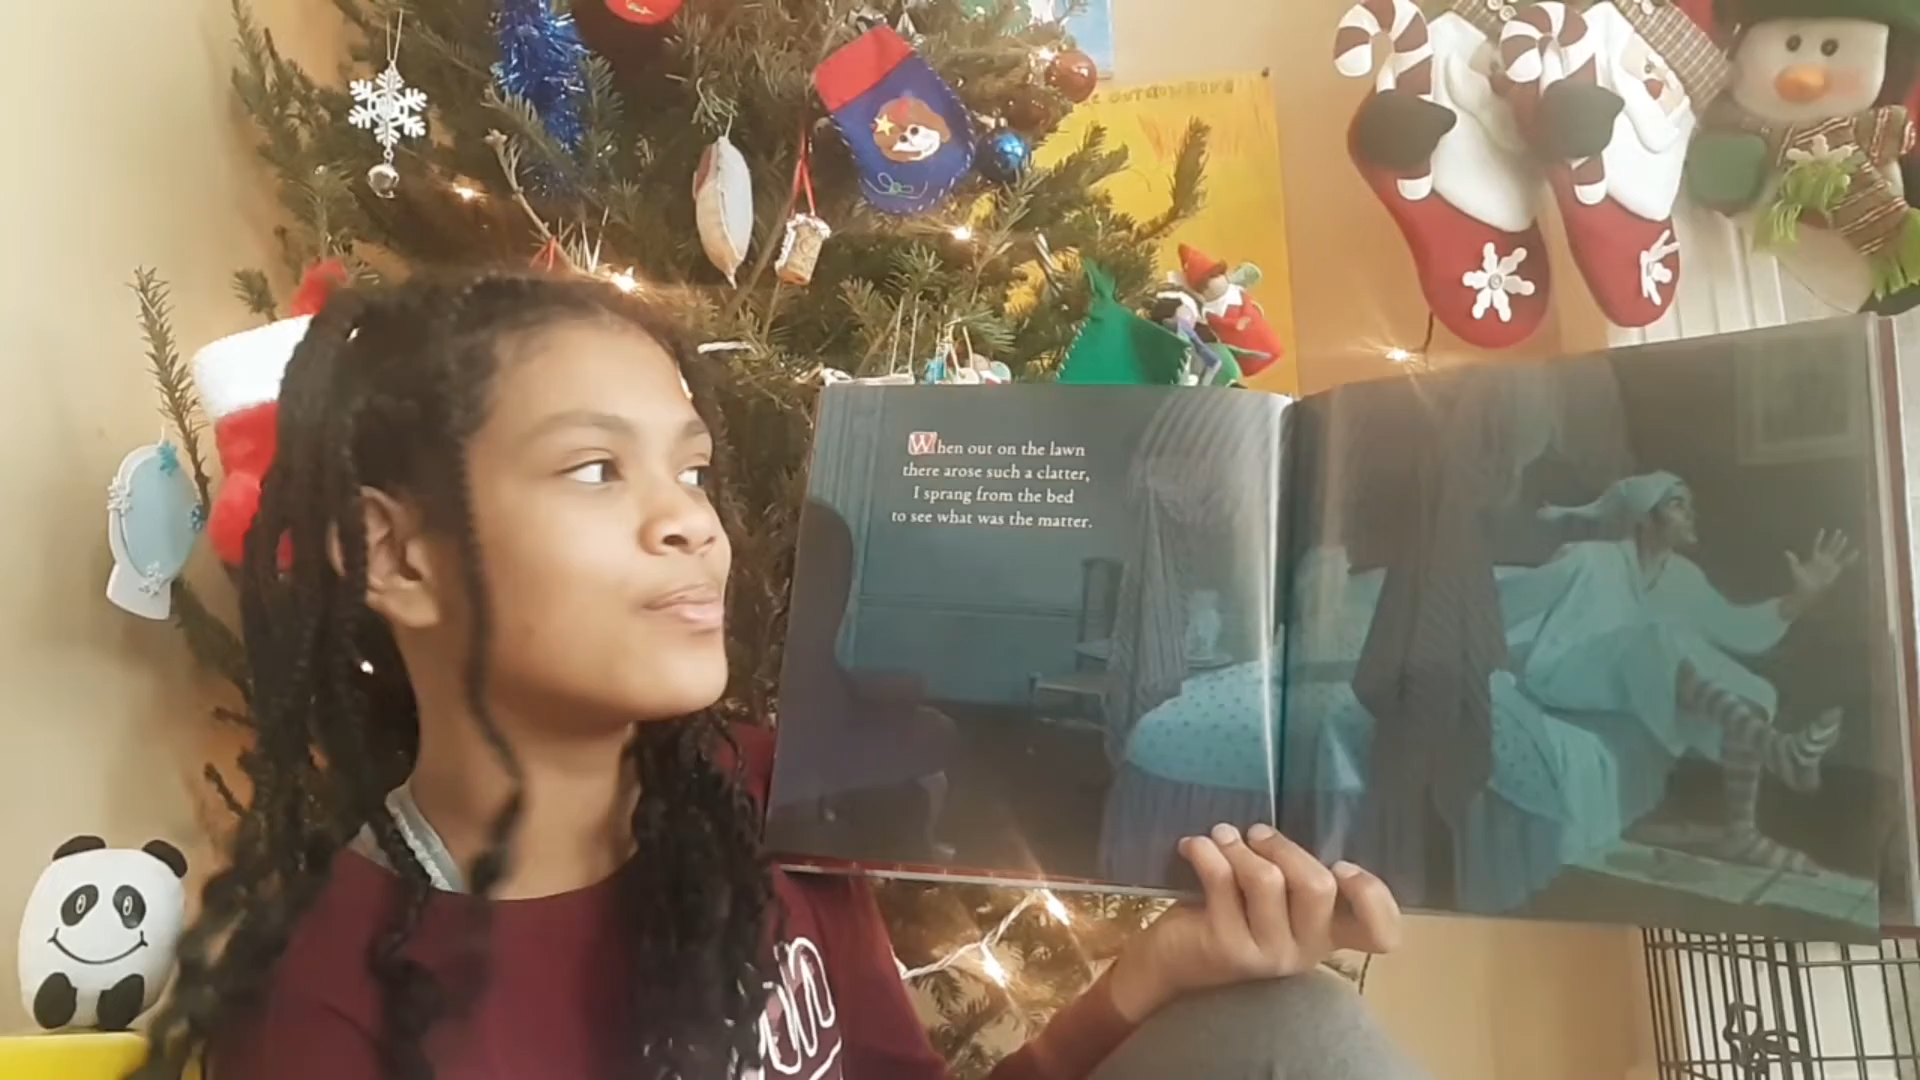 When out on the lawn
there arose such a clatter,
I sprang from the bed
to see what was the matter.